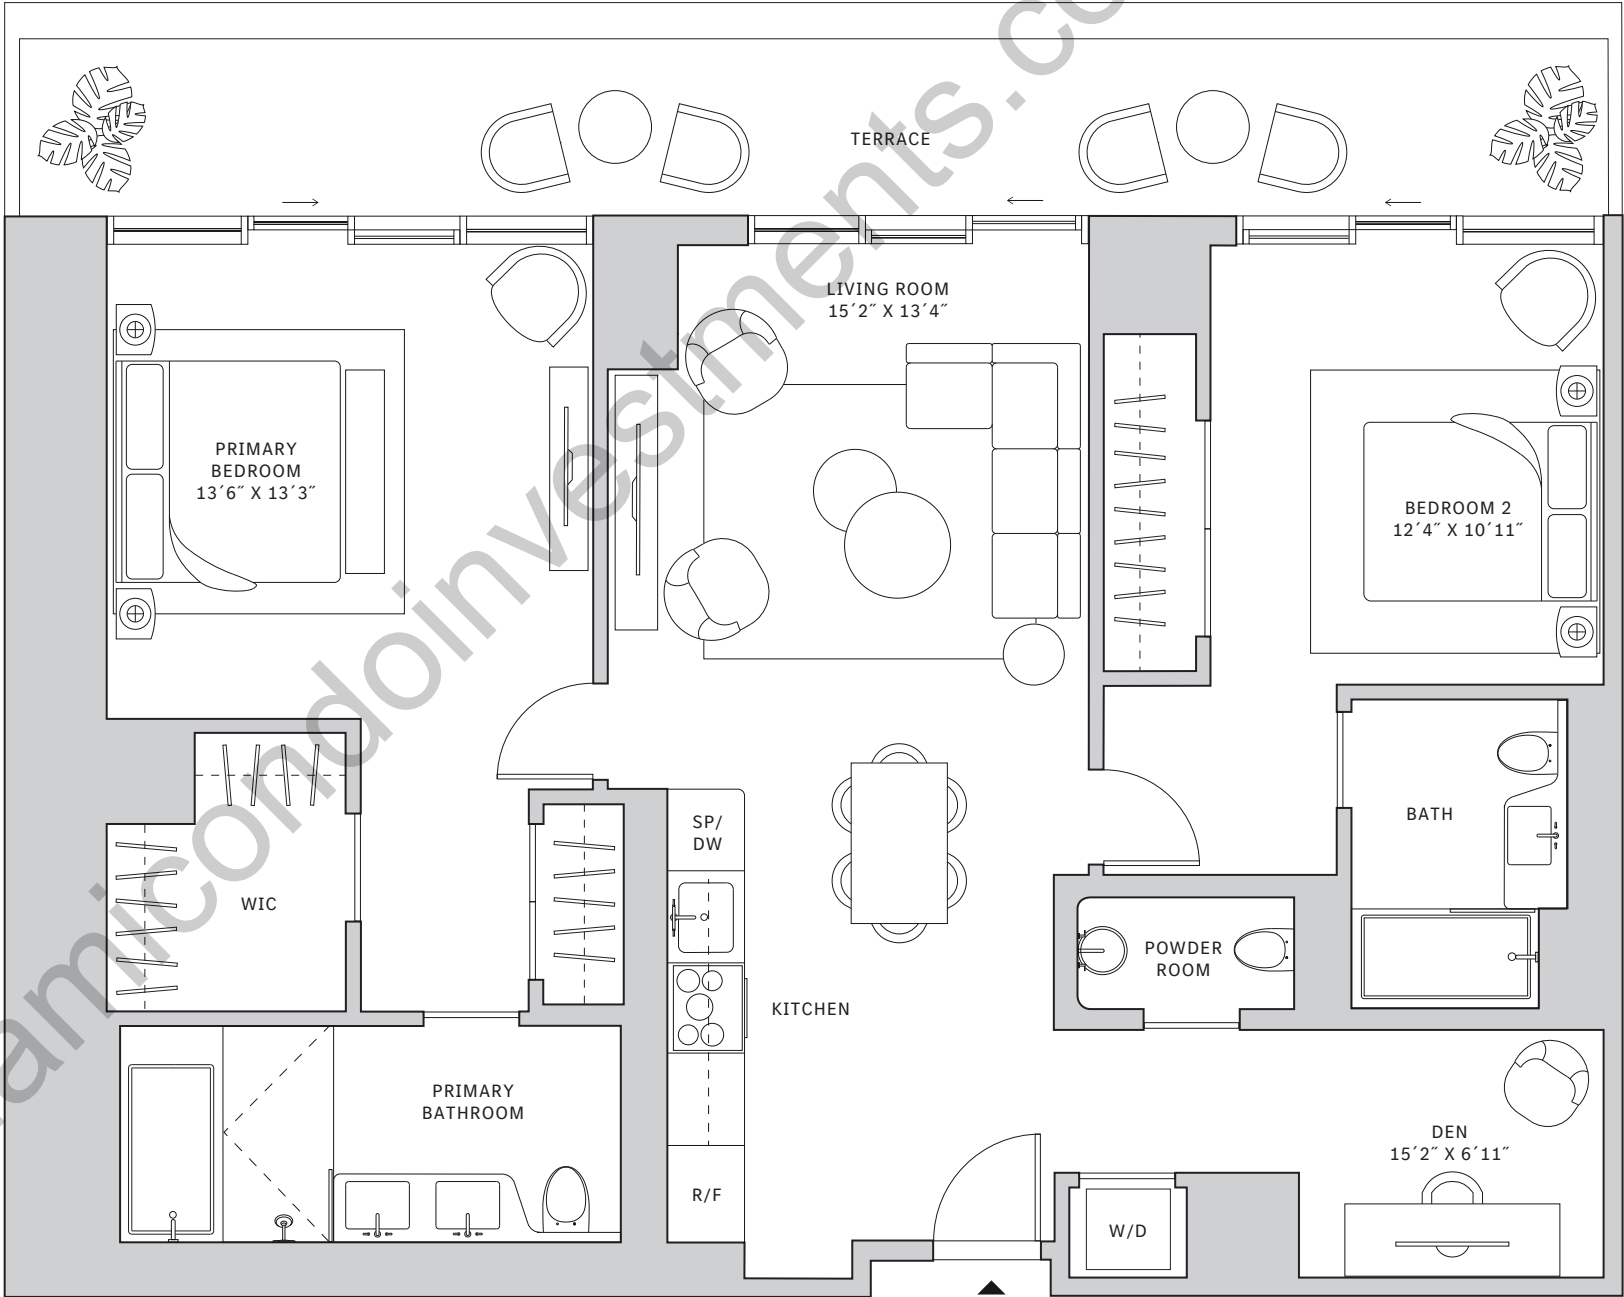 TERRACE
LIVING ROOM
15´2˝ X 13´4˝
PRIMARY
BEDROOM
13´6˝ X 13´3˝
BEDROOM 2
12´4˝ X 10´11˝
SP/
DW
BATH
WIC
POWDER
ROOM
KITCHEN
PRIMARY
BATHROOM
DEN
15´2˝ X 6´11˝
R/F
W/D
amicondoinvestments.co